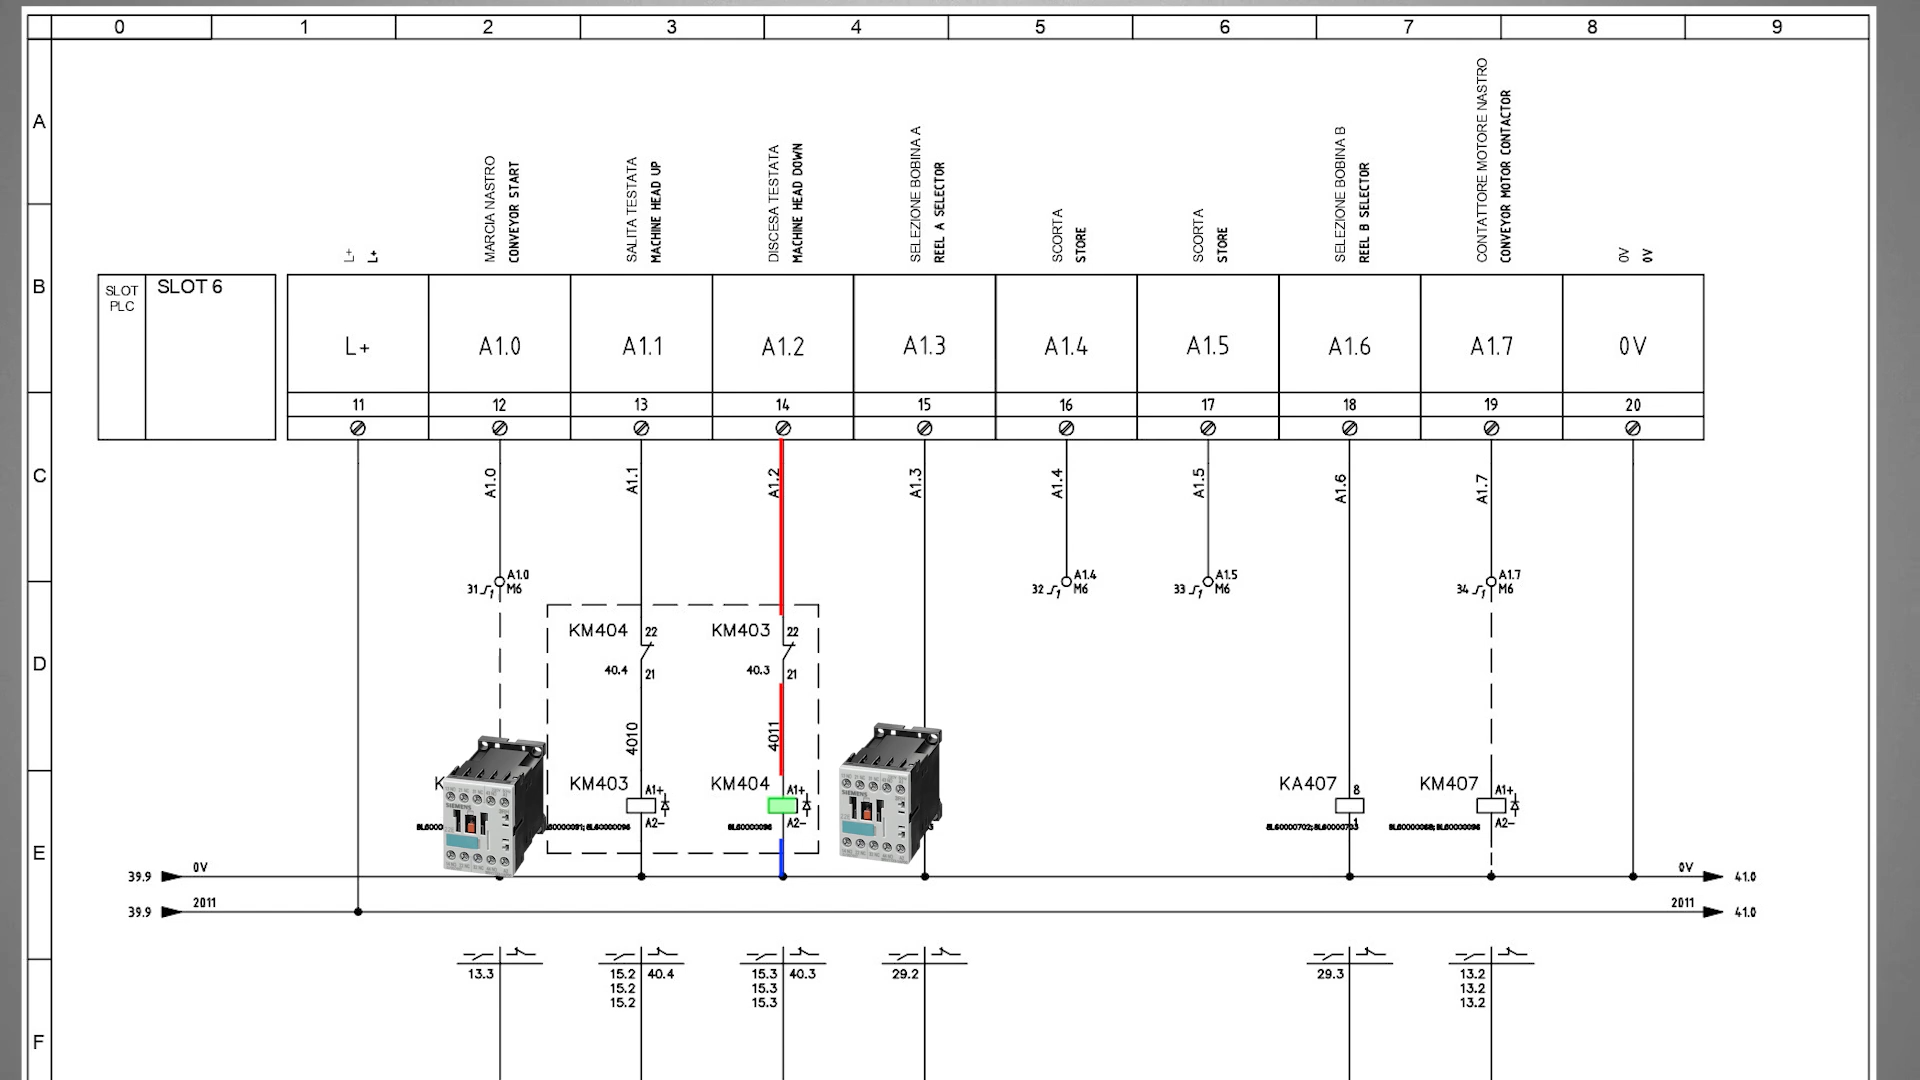 0 1 2 3 4 5 6 7 8 9
A
B
C
D
E
F
L+
L+
MARCIA NASTRO
CONVEYOR START
SALITA TESTATA
MACHINE HEAD UP
DISCESA TESTATA
MACHINE HEAD DOWN
SELEZIONE BOBINA A
REEL A SELECTOR
SCORTA
STORE
SCORTA
STORE
SELEZIONE BOBINA B
REEL B SELECTOR
CONTATTORE MOTORE NASTRO
CONVEYOR MOTOR CONTACTOR
0V
0V
SLOT
PLC
SLOT 6
L+ A1.0 A1.1 A1.2 A1.3 A1.4 A1.5 A1.6 A1.7 0V
11 12 13 14 15 16 17 18 19 20
A1.0 A1.1 A1.2 A1.3 A1.4 A1.5 A1.6 A1.7
31 A1.0
M6
32 A1.4
M6
33 A1.5
M6
34 A1.7
M6
KM404 22
40.4 21
KM403 22
40.3 21
4010 4011
KM403 A1+
A2-
KM404 A1+
A2-
SIEMENS
SIEMENS
KA407 8
KM407 A1+
A2-
39.9 0V 0V 41.0
39.9 2011 2011 41.0
13.3 15.2 40.4 15.3 40.3 29.2 29.3 13.2
15.2 15.3 13.2
15.2 15.3 13.2